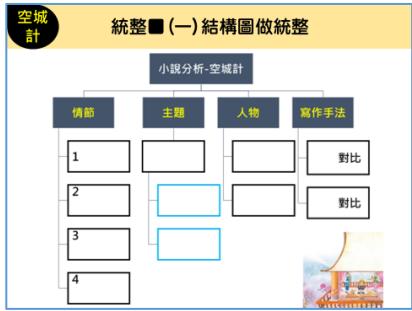 空城
計
統整■(一)結構圖做統整
小說分析-空城計
情節
主題
人物
寫作手法
1
2
3
4
對比
對比